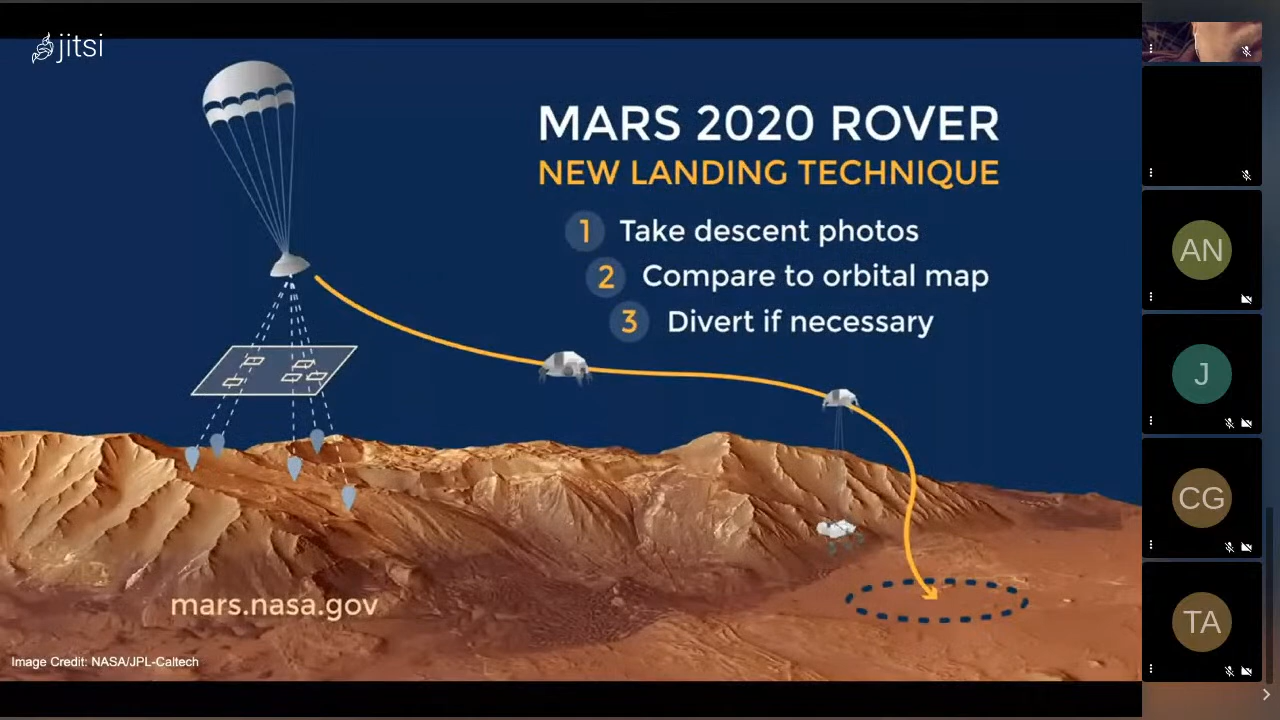 jitsi
MARS 2020 ROVER
NEW LANDING TECHNIQUE
1 Take descent photos
2 Compare to orbital map
3 Divert if necessary
mars.nasa.gov
Image Credit: NASA/JPL-Caltech
AN
J
CG
TA